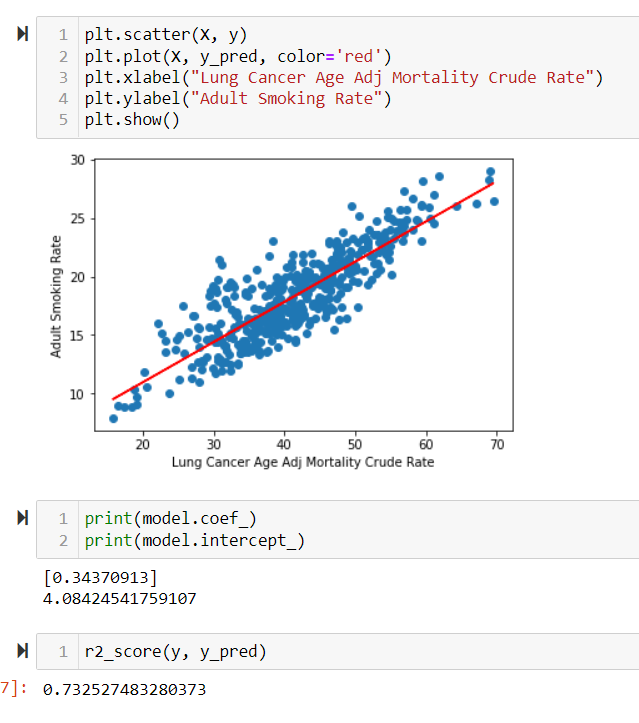 1 plt.scatter(X, y)
2 plt.plot(X, y_pred, color='red')
3 plt.xlabel("Lung Cancer Age Adj Mortality Crude Rate")
4 plt.ylabel("Adult Smoking Rate")
5 plt.show()
30
25
20
15
10
Adult Smoking Rate
20 30 40 50 60 70
Lung Cancer Age Adj Mortality Crude Rate
1 print(model.coef_)
2 print(model.intercept_)
[0.34370913]
4.08424541759107
1 r2_score(y, y_pred)
7]: 0.732527483280373